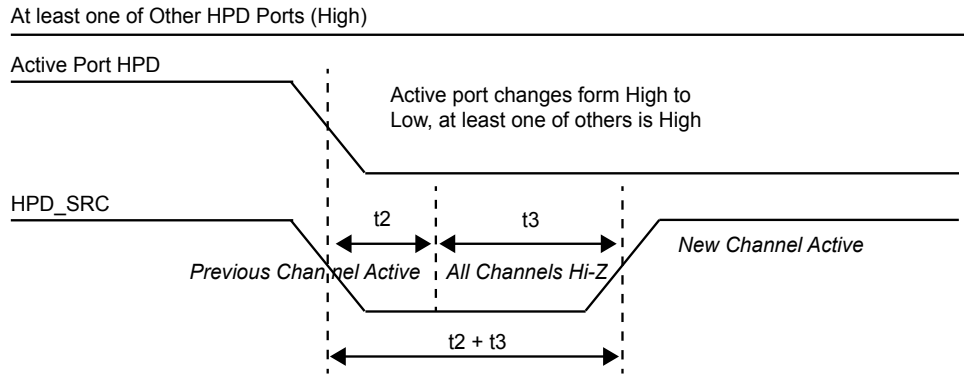 At least one of Other HPD Ports (High)
Active Port HPD
Active port changes form High to
Low, at least one of others is High
HPD_SRC
t2
t3
New Channel Active
Previous Channel Active
All Channels Hi-Z
t2 + t3